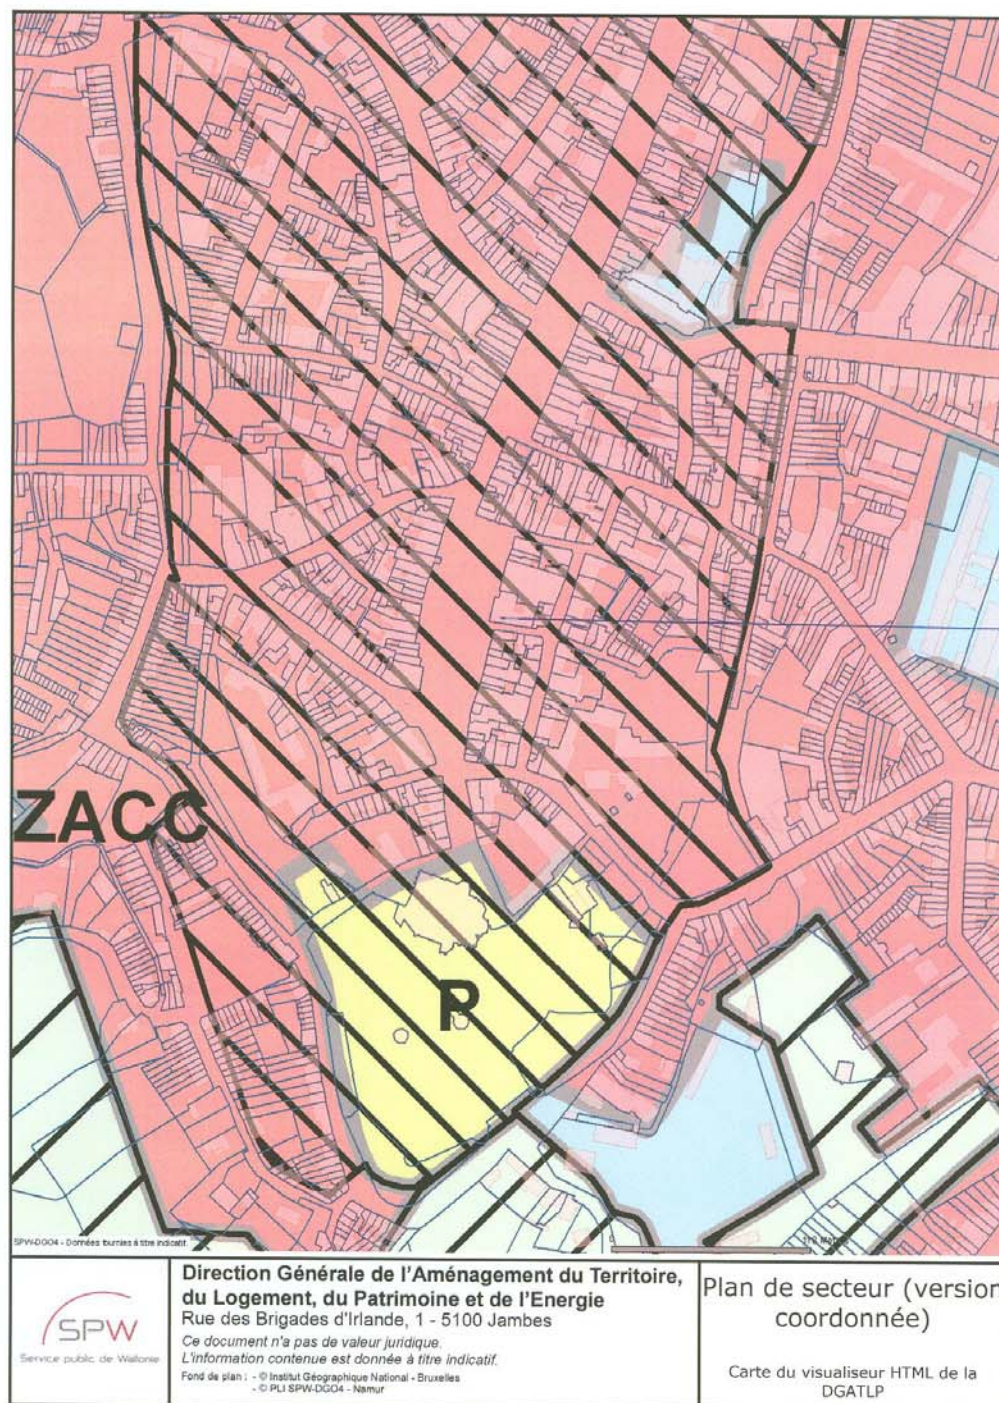 ZACC
P
SPW-DGO4 - Données fournies à titre indicatif.
SPW
Service public de Wallonie
Direction Générale de l'Aménagement du Territoire,
du Logement, du Patrimoine et de l'Energie
Rue des Brigades d'Irlande, 1 - 5100 Jambes
Ce document n'a pas de valeur juridique.
L'information contenue est donnée à titre indicatif.
Fond de plan : - © Institut Géographique National - Bruxelles
- © PLI SPW-DGO4 - Namur
Plan de secteur (version
coordonnée)
Carte du visualiseur HTML de la
DGATLP